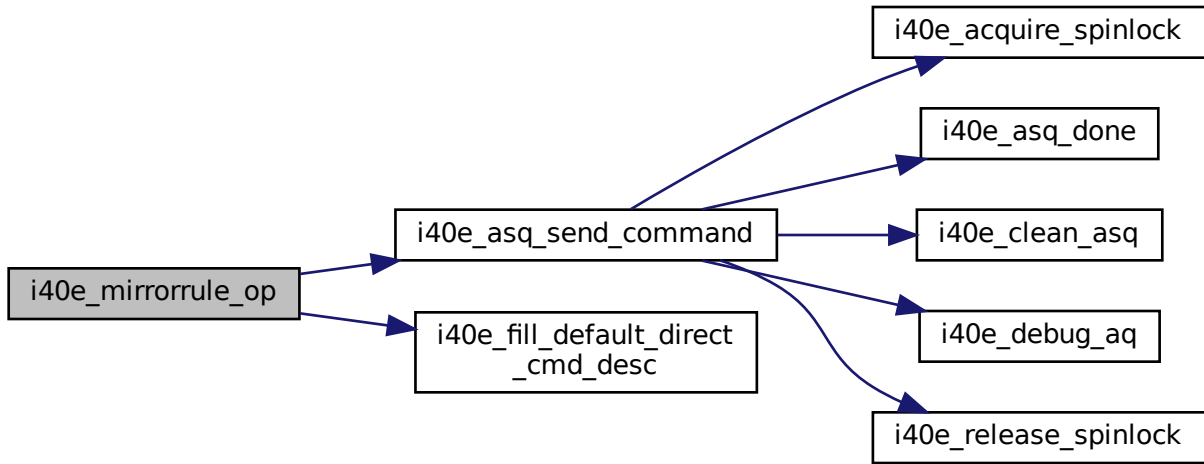 i40e_mirrorrule_op
i40e_asq_send_command
i40e_fill_default_direct
_cmd_desc
i40e_acquire_spinlock
i40e_asq_done
i40e_clean_asq
i40e_debug_aq
i40e_release_spinlock